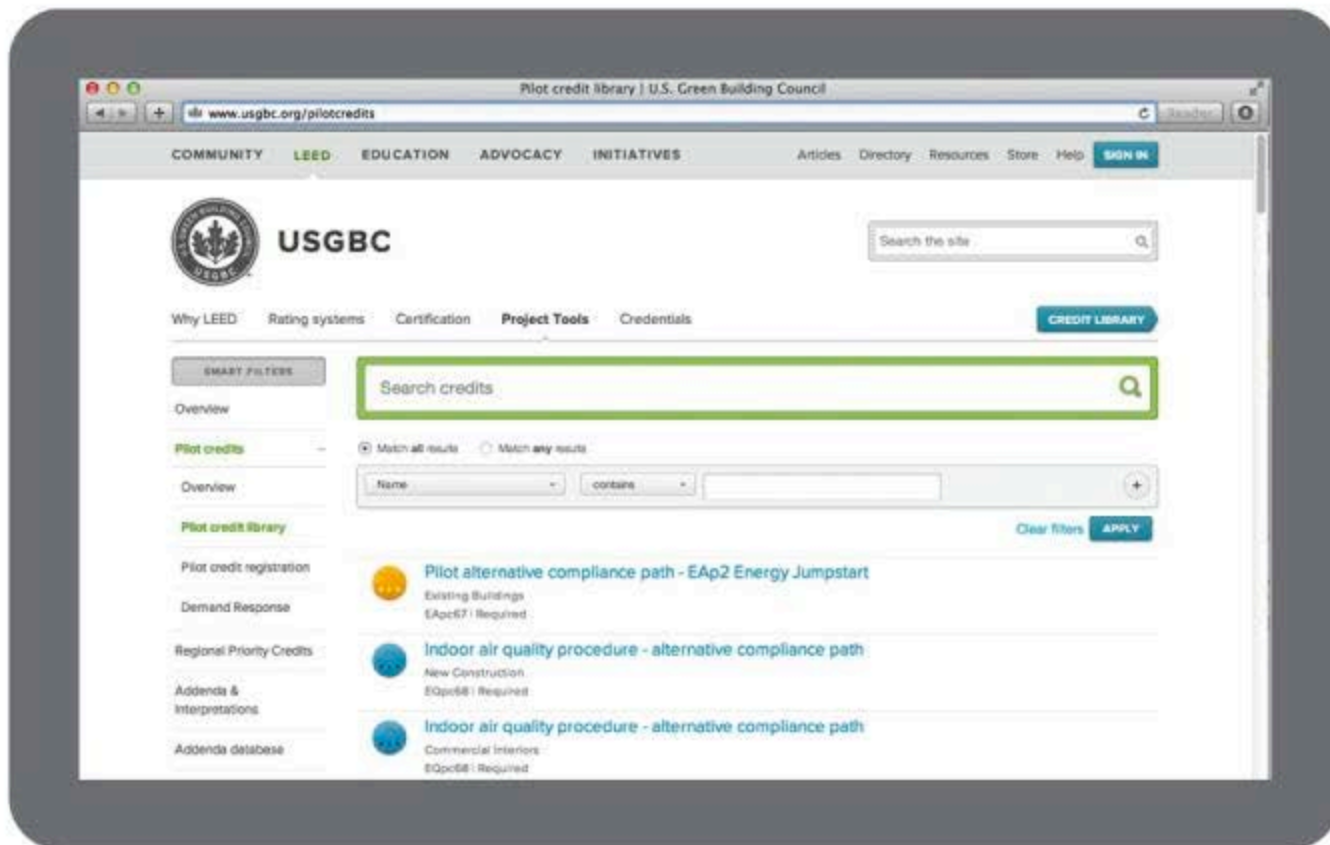 Pilot credit library | U.S. Green Building Council
www.usgbc.org/pilotcredits
Reader
COMMUNITY LEED EDUCATION ADVOCACY INITIATIVES Articles Directory Resources Store Help SIGN IN
USGBC
USGBC
Search the site
Why LEED Rating systems Certification Project Tools Credentials CREDIT LIBRARY
SMART FILTERS
Search credits
Overview
Pilot credits
Match all results Match any results
Overview
Name contains
Pilot credit library
Clear filters APPLY
Pilot credit registration
Pilot alternative compliance path - EAp2 Energy Jumpstart
Existing Buildings
EApc67 | Required
Demand Response
Regional Priority Credits
Indoor air quality procedure - alternative compliance path
New Construction
EQpc68 | Required
Addenda &
Interpretations
Indoor air quality procedure - alternative compliance path
Commercial Interiors
EQpc68 | Required
Addenda database